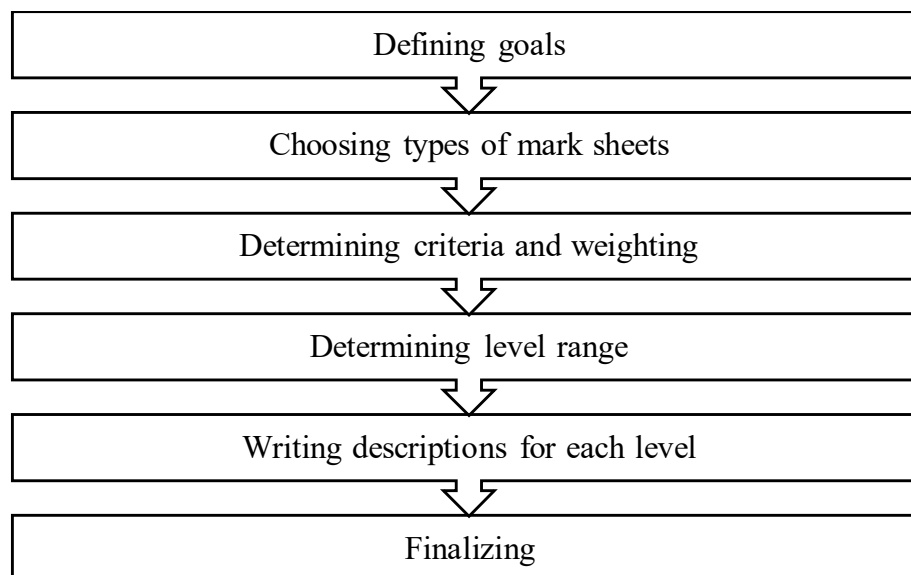 Defining goals
Choosing types of mark sheets
Determining criteria and weighting
Determining level range
Writing descriptions for each level
Finalizing